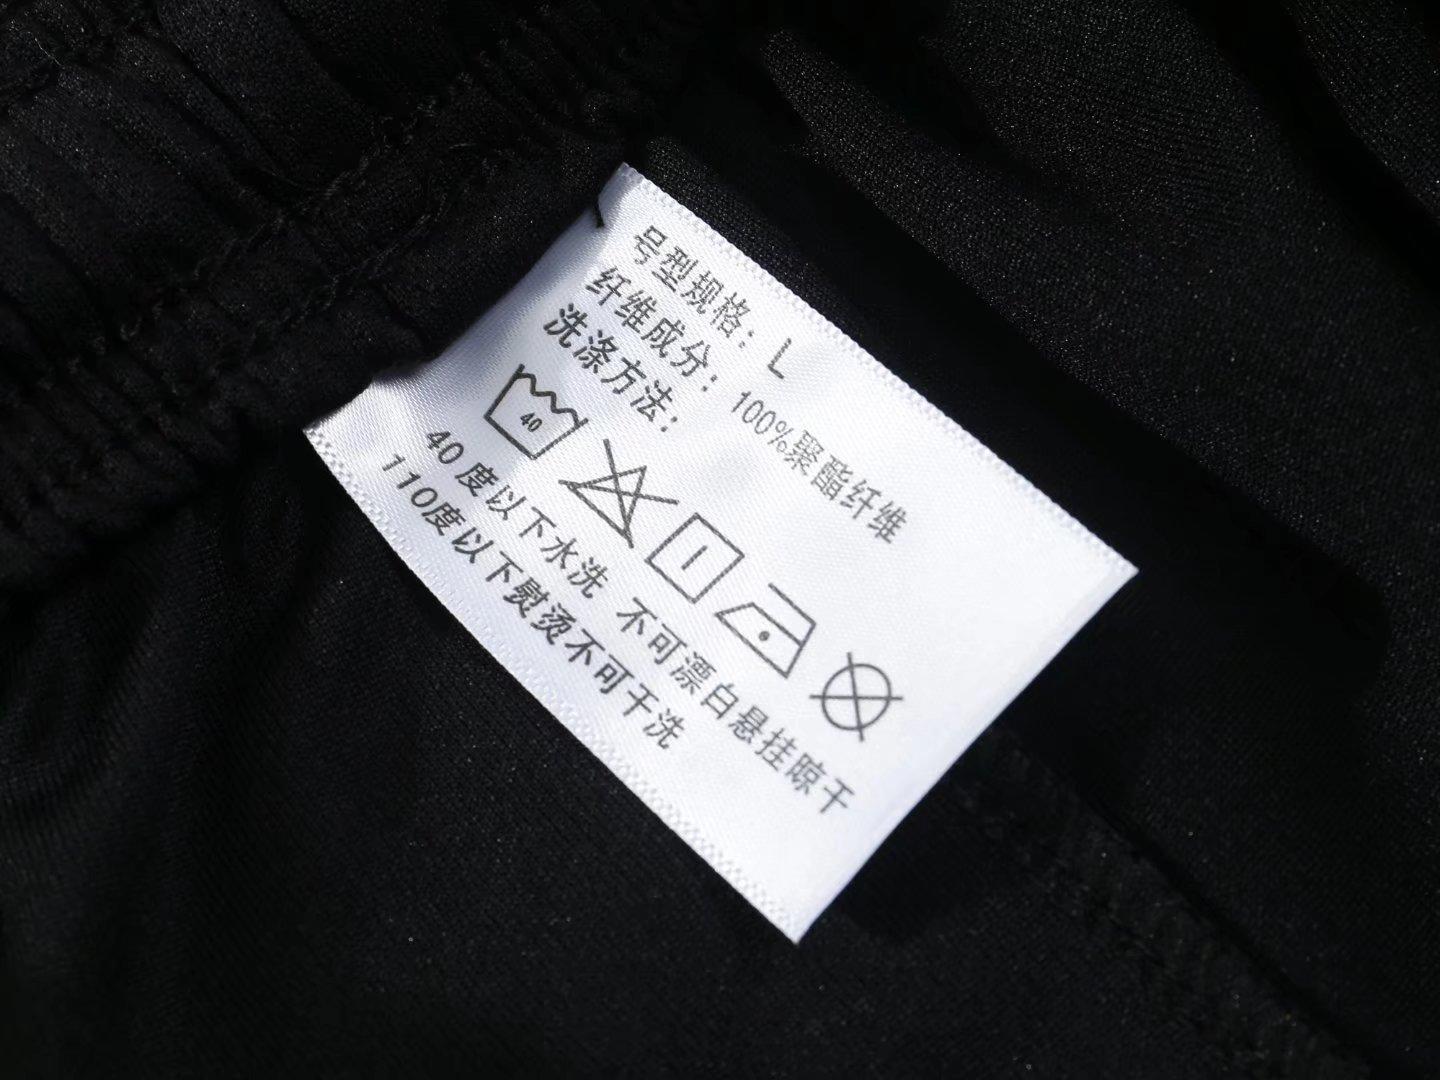 号型规格：L
纤维成分：100%聚酯纤维
洗涤方法：
40
40度以下水洗 不可漂白悬挂晾干
110度以下熨烫不可干洗